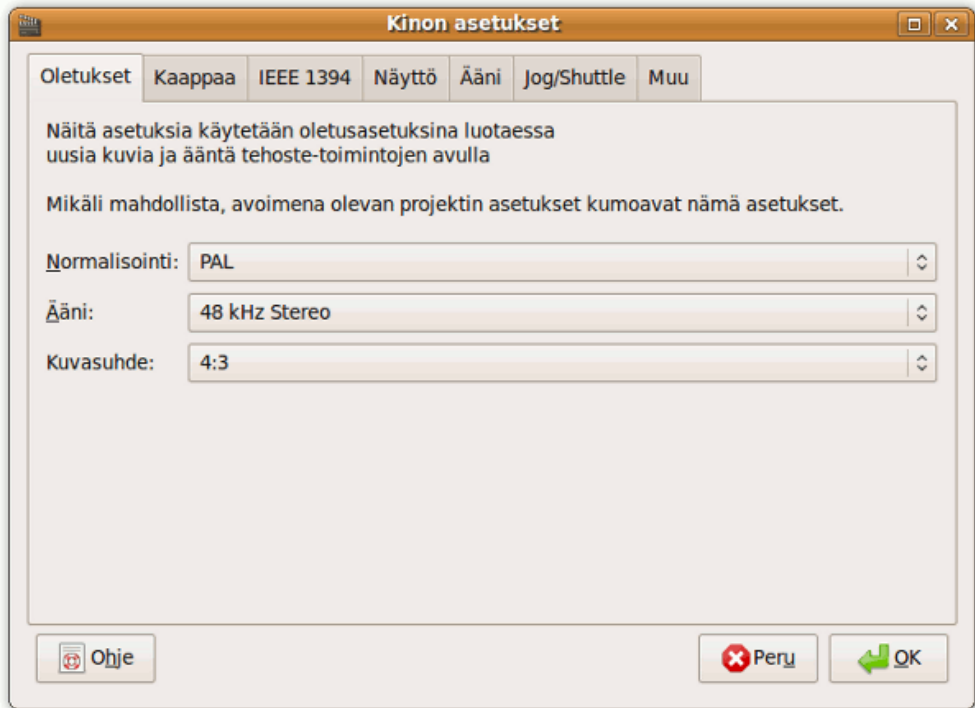 Kinon asetukset
Oletukset Kaappaa IEEE 1394 Näyttö Ääni Jog/Shuttle Muu
Näitä asetuksia käytetään oletusasetuksina luotaessa
uusia kuvia ja ääntä tehoste-toimintojen avulla
Mikäli mahdollista, avoimena olevan projektin asetukset kumoavat nämä asetukset.
Normalisointi: PAL
Ääni: 48 kHz Stereo
Kuvasuhde: 4:3
Ohje Peru OK